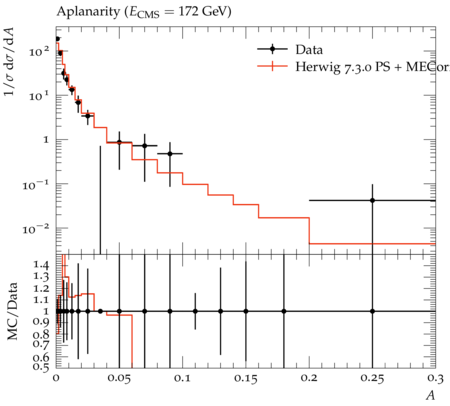 Aplanarity (E_CMS = 172 GeV)
1/σ dσ/dA
10^2
10^1
1
10^−1
10^−2
Data
Herwig 7.3.0 PS + MECor
MC/Data
1.4
1.3
1.2
1.1
1
0.9
0.8
0.7
0.6
0.5
0 0.05 0.1 0.15 0.2 0.25 0.3
A